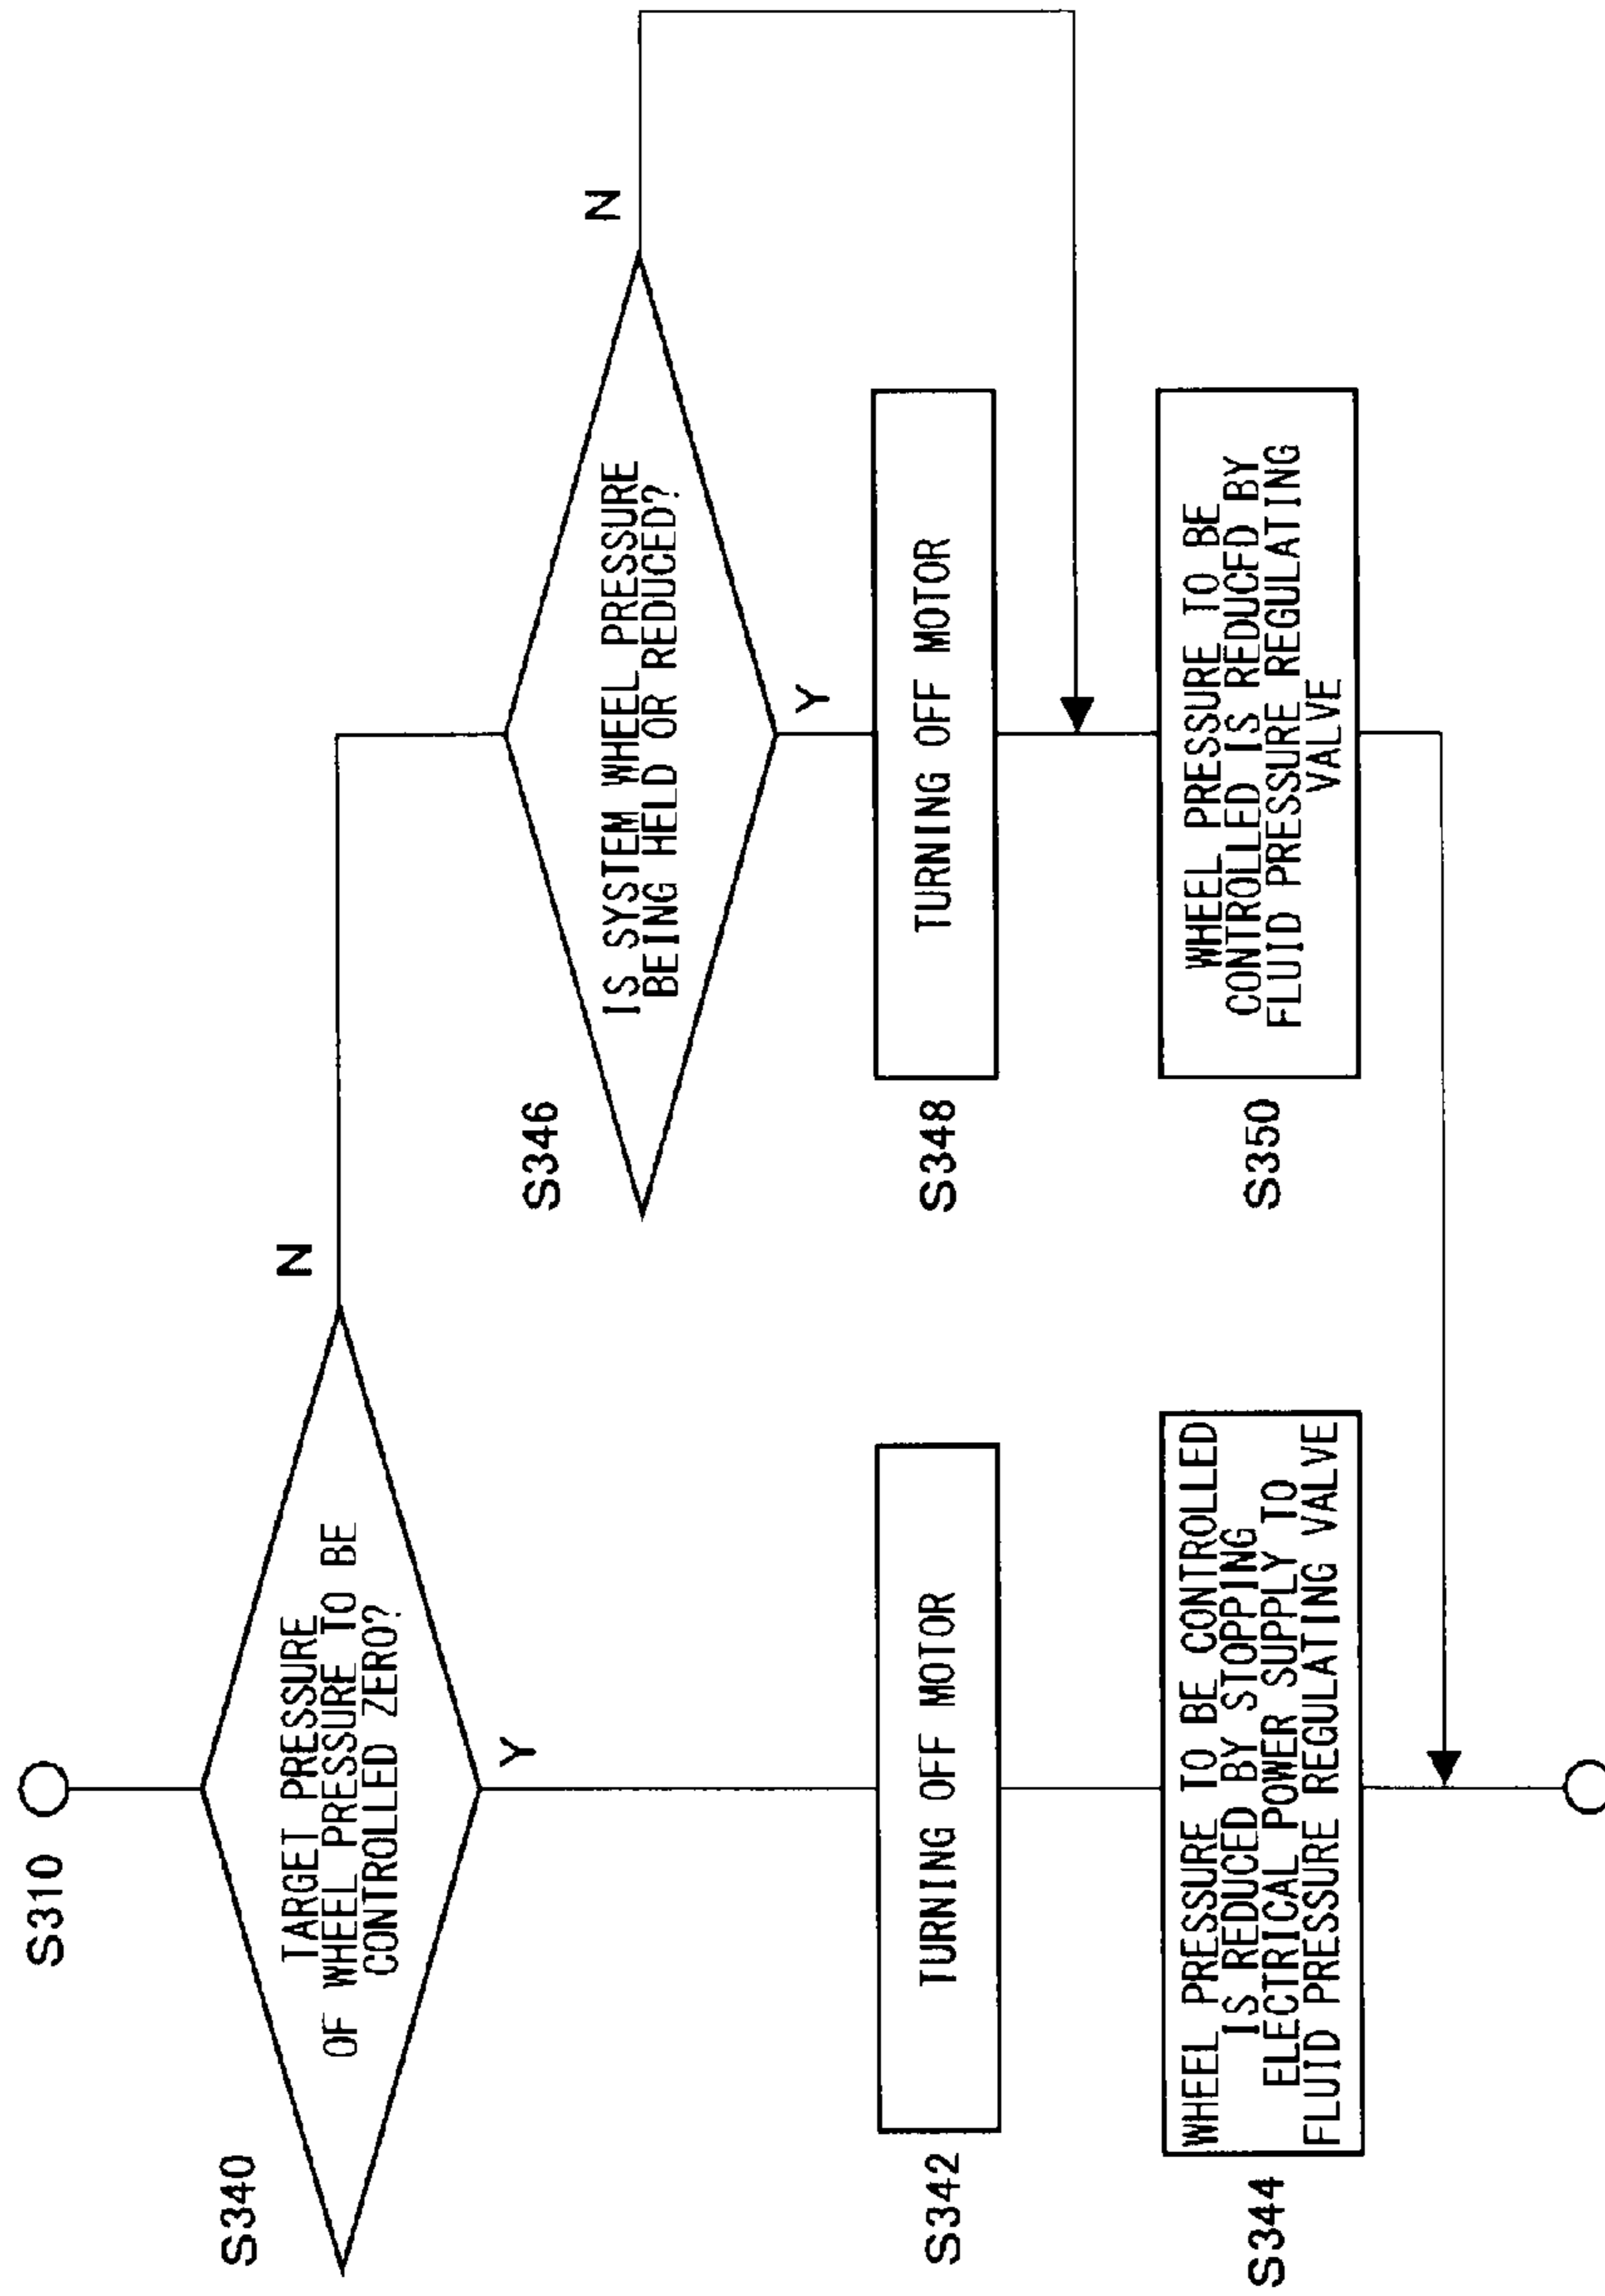 S310
S340
TARGET PRESSURE
OF WHEEL PRESSURE TO BE
CONTROLLED ZERO?
N
Y
S342
TURNING OFF MOTOR
S344
WHEEL PRESSURE TO BE CONTROLLED
IS REDUCED BY STOPPING
ELECTRICAL POWER SUPPLY TO
FLUID PRESSURE REGULATING VALVE
S346
IS SYSTEM WHEEL PRESSURE
BEING HELD OR REDUCED?
N
Y
S348
TURNING OFF MOTOR
S350
WHEEL PRESSURE TO BE
CONTROLLED IS REDUCED BY
FLUID PRESSURE REGULATING
VALVE